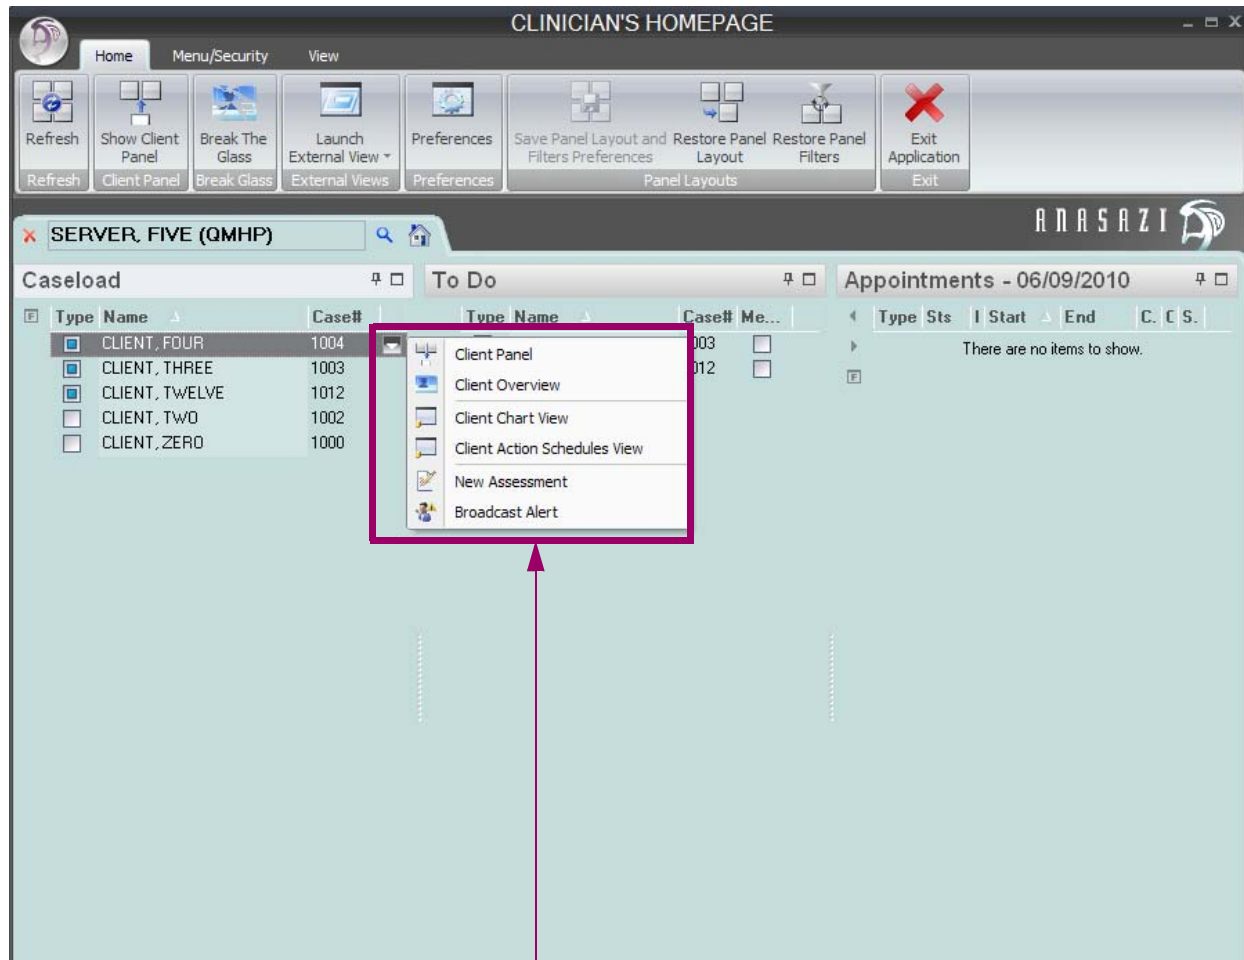 CLINICIAN'S HOMEPAGE
Home Menu/Security View
Refresh Show Client Panel Break The Glass Launch External View Preferences Save Panel Layout and Filters Preferences Restore Panel Layout Restore Panel Filters Exit Application
Refresh Client Panel Break Glass External Views Preferences Panel Layouts Exit
ANASAZI
SERVER, FIVE (QMHP)
Caseload To Do Appointments - 06/09/2010
F Type Name Case# Type Name Case# Me... Type Sts I Start End C. C S.
CLIENT, FOUR 1004
CLIENT, THREE 1003
CLIENT, TWELVE 1012
CLIENT, TWO 1002
CLIENT, ZERO 1000
Client Panel
Client Overview
Client Chart View
Client Action Schedules View
New Assessment
Broadcast Alert
003
012
There are no items to show.
F